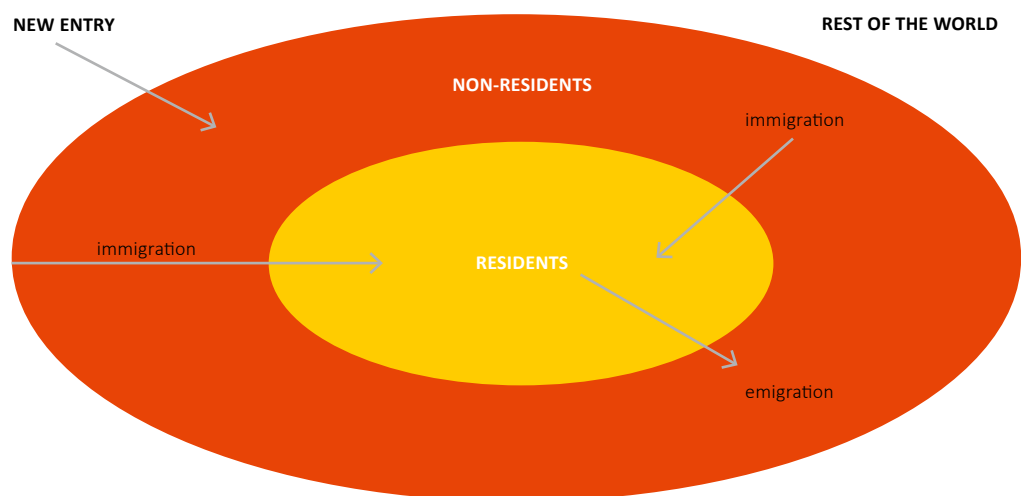 NEW ENTRY
REST OF THE WORLD
NON-RESIDENTS
immigration
immigration
RESIDENTS
emigration